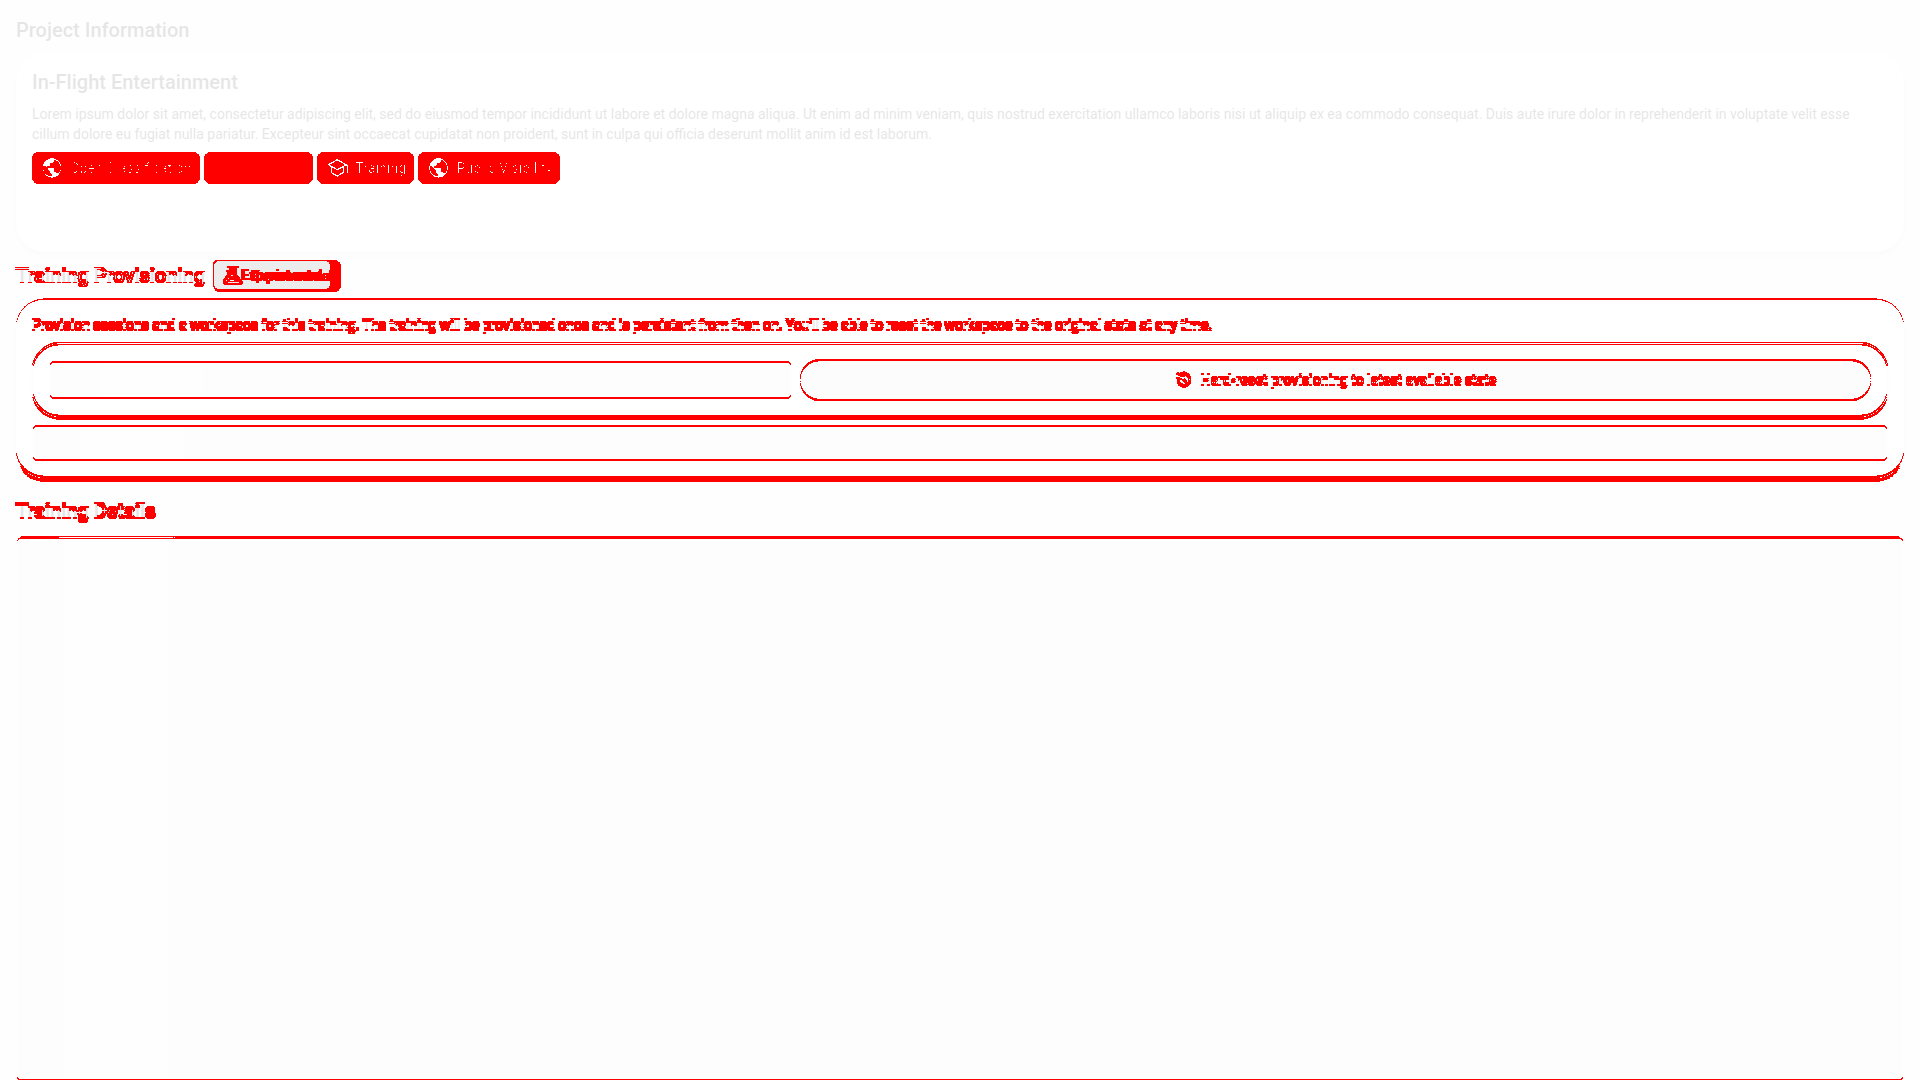 Project Information
In-Flight Entertainment
Lorem ipsum dolor sit amet, consectetur adipiscing elit, sed do eiusmod tempor incididunt ut labore et dolore magna aliqua. Ut enim ad minim veniam, quis nostrud exercitation ullamco laboris nisi ut aliquip ex ea commodo consequat. Duis aute irure dolor in reprehenderit in voluptate velit esse
cillum dolore eu fugiat nulla pariatur. Excepteur sint occaecat cupidatat non proident, sunt in culpa qui officia deserunt mollit anim id est laborum.
Open Classification Training Public Visibility
Training Provisioning
Provision sessions and a workspace for this training. The training will be provisioned once and is persistent from then on. You'll be able to reset the workspace to the original state at any time.
Hard-reset provisioning to latest available state
Training Details